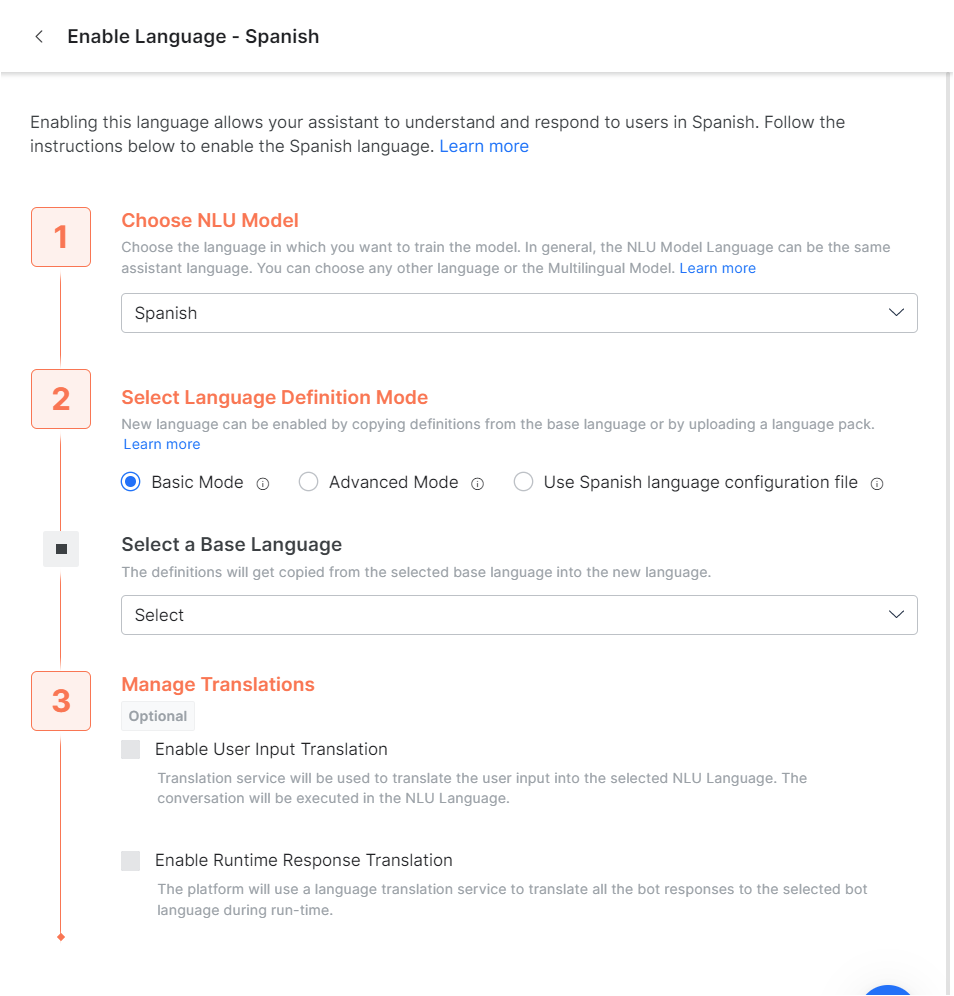 Enable Language - Spanish
Enabling this language allows your assistant to understand and respond to users in Spanish. Follow the
instructions below to enable the Spanish language. Learn more
1
Choose NLU Model
Choose the language in which you want to train the model. In general, the NLU Model Language can be the same
assistant language. You can choose any other language or the Multilingual Model. Learn more
Spanish
2
Select Language Definition Mode
New language can be enabled by copying definitions from the base language or by uploading a language pack.
Learn more
Basic Mode Advanced Mode Use Spanish language configuration file
Select a Base Language
The definitions will get copied from the selected base language into the new language.
Select
3
Manage Translations
Optional
Enable User Input Translation
Translation service will be used to translate the user input into the selected NLU Language. The
conversation will be executed in the NLU Language.
Enable Runtime Response Translation
The platform will use a language translation service to translate all the bot responses to the selected bot
language during run-time.